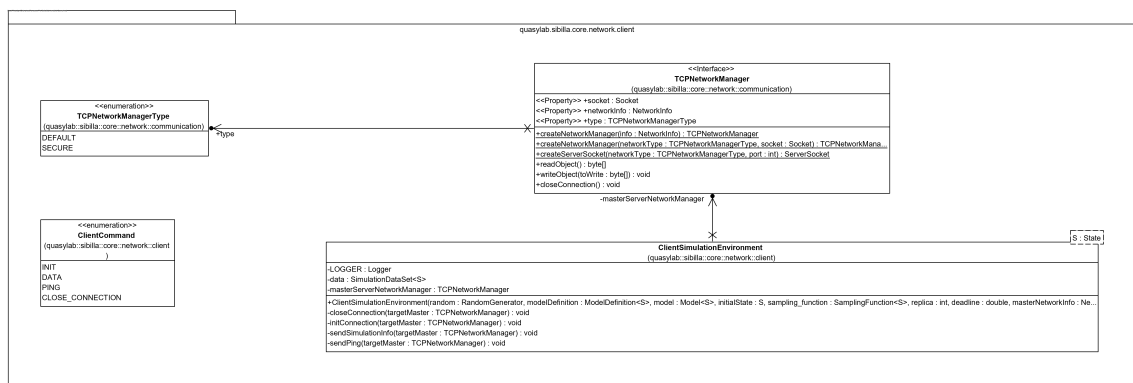 quasylab.sibilla.core.network.client
<<Interface>>
TCPNetworkManager
(quasylab::sibilla::core::network::communication)
<<Property>> +socket : Socket
<<Property>> +networkInfo : NetworkInfo
<<Property>> +type : TCPNetworkManagerType
+createNetworkManager(info : NetworkInfo) : TCPNetworkManager
+createNetworkManager(networkType : TCPNetworkManagerType, socket : Socket) : TCPNetworkMana...
+createServerSocket(networkType : TCPNetworkManagerType, port : int) : ServerSocket
+readObject() : byte[]
+writeObject(toWrite : byte[]) : void
+closeConnection() : void
<<enumeration>>
TCPNetworkManagerType
(quasylab::sibilla::core::network::communication)
DEFAULT
SECURE
+type
-masterServerNetworkManager
<<enumeration>>
ClientCommand
(quasylab::sibilla::core::network::client
)
INIT
DATA
PING
CLOSE_CONNECTION
S : State
ClientSimulationEnvironment
(quasylab::sibilla::core::network::client)
-LOGGER : Logger
-data : SimulationDataSet<S>
-masterServerNetworkManager : TCPNetworkManager
+ClientSimulationEnvironment(random : RandomGenerator, modelDefinition : ModelDefinition<S>, model : Model<S>, initialState : S, sampling_function : SamplingFunction<S>, replica : int, deadline : double, masterNetworkInfo : Ne...
-closeConnection(targetMaster : TCPNetworkManager) : void
-initConnection(targetMaster : TCPNetworkManager) : void
-sendSimulationInfo(targetMaster : TCPNetworkManager) : void
-sendPing(targetMaster : TCPNetworkManager) : void